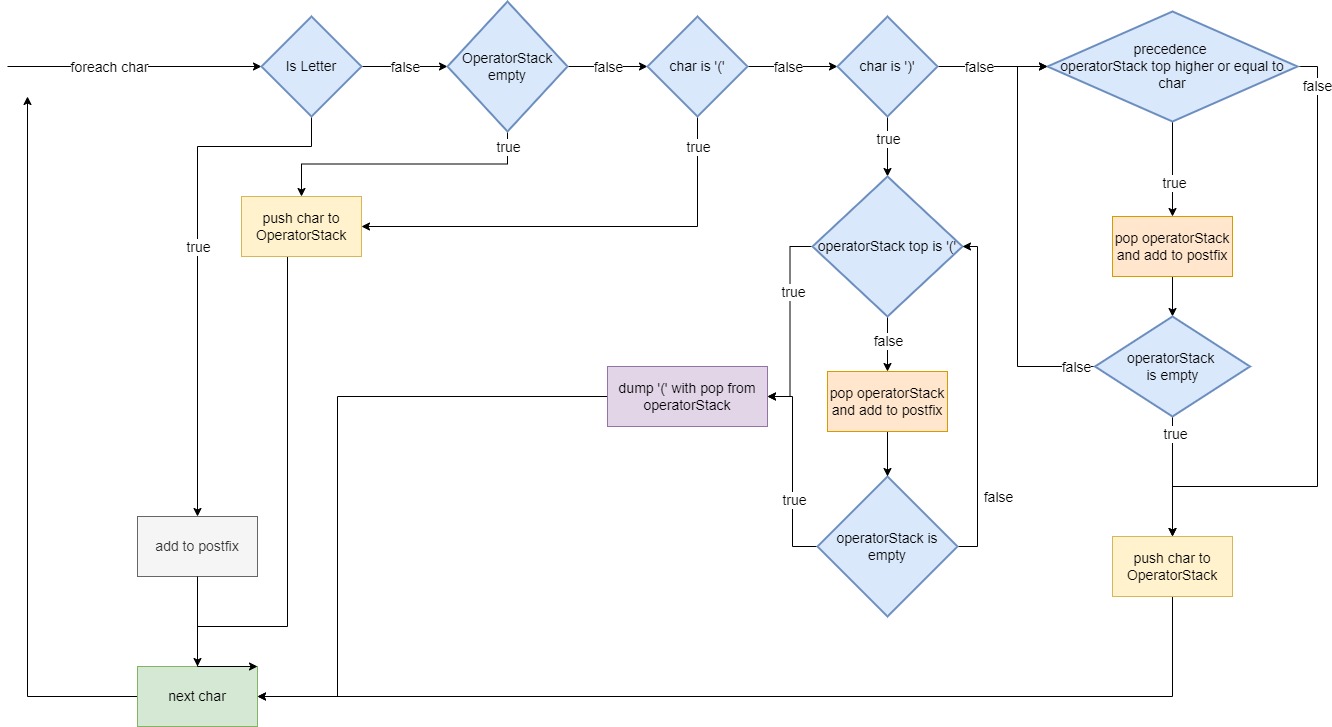 foreach char
Is Letter
false
OperatorStack
empty
false
char is '('
false
char is ')'
false
precedence
operatorStack top higher or equal to
char
false
true
true
true
true
push char to
OperatorStack
true
operatorStack top is '('
pop operatorStack
and add to postfix
true
false
operatorStack
is empty
false
dump '(' with pop from
operatorStack
pop operatorStack
and add to postfix
true
true
false
operatorStack is
empty
add to postfix
push char to
OperatorStack
next char